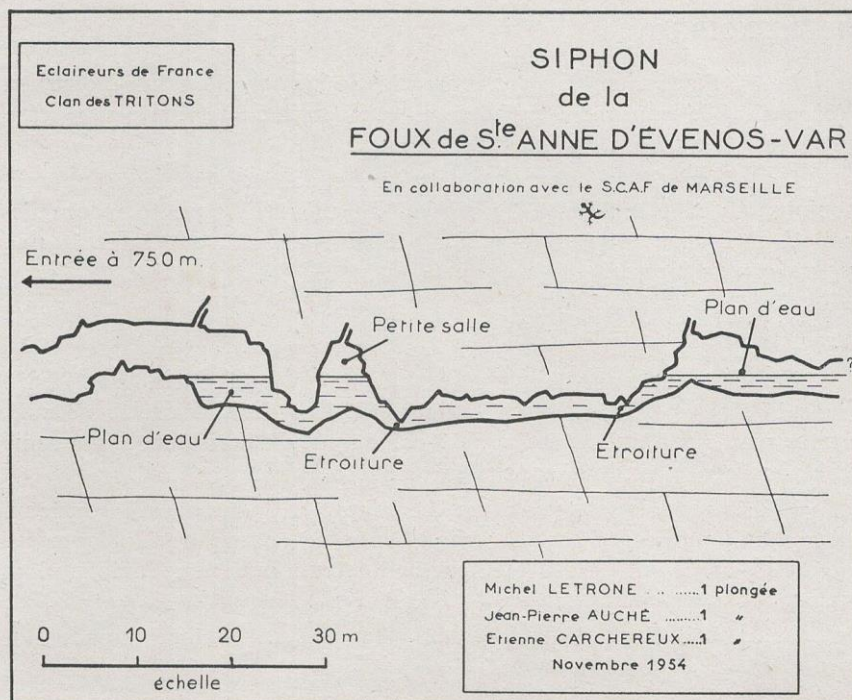 Eclaireurs de France
Clan des TRITONS
SIPHON
de la
FOUX de Ste ANNE D'ÉVENOS-VAR
En collaboration avec le S.C.A.F de MARSEILLE
Entrée à 750 m.
Petite salle
Plan d'eau
?
Plan d'eau
Etroiture
Etroiture
0 10 20 30 m
échelle
Michel LETRONE .. ......1 plongée
Jean-Pierre AUCHÉ .........1 "
Etienne CARCHEREUX.....1 "
Novembre 1954